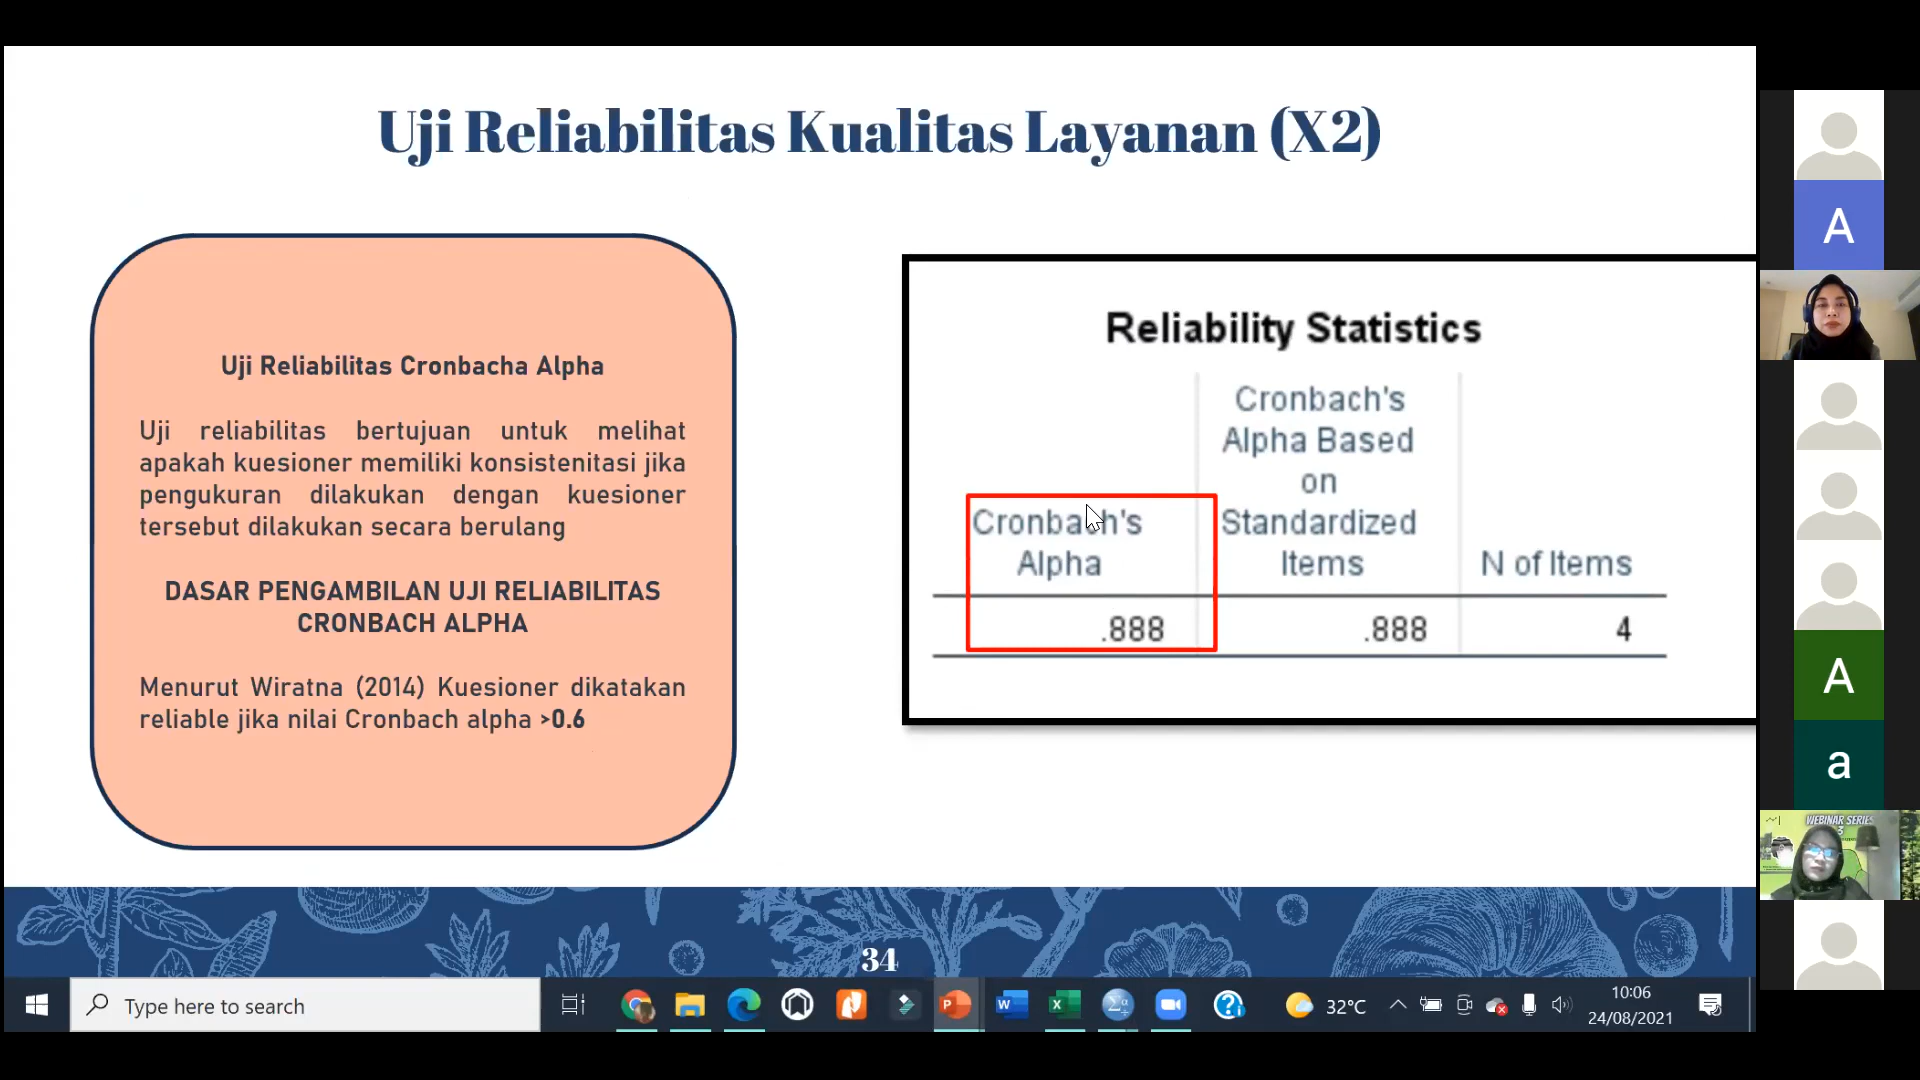 Uji Reliabilitas Kualitas Layanan (X2)
Uji Reliabilitas Cronbacha Alpha
Uji reliabilitas bertujuan untuk melihat
apakah kuesioner memiliki konsistenitasi jika
pengukuran dilakukan dengan kuesioner
tersebut dilakukan secara berulang
DASAR PENGAMBILAN UJI RELIABILITAS
CRONBACH ALPHA
Menurut Wiratna (2014) Kuesioner dikatakan
reliable jika nilai Cronbach alpha >0.6
Reliability Statistics
Cronbach's
Alpha
Cronbach's
Alpha Based
on
Standardized
Items
N of Items
.888 .888 4
34
A
A
a
WEBINAR SERIES
3
Type here to search
32°C
10:06
24/08/2021